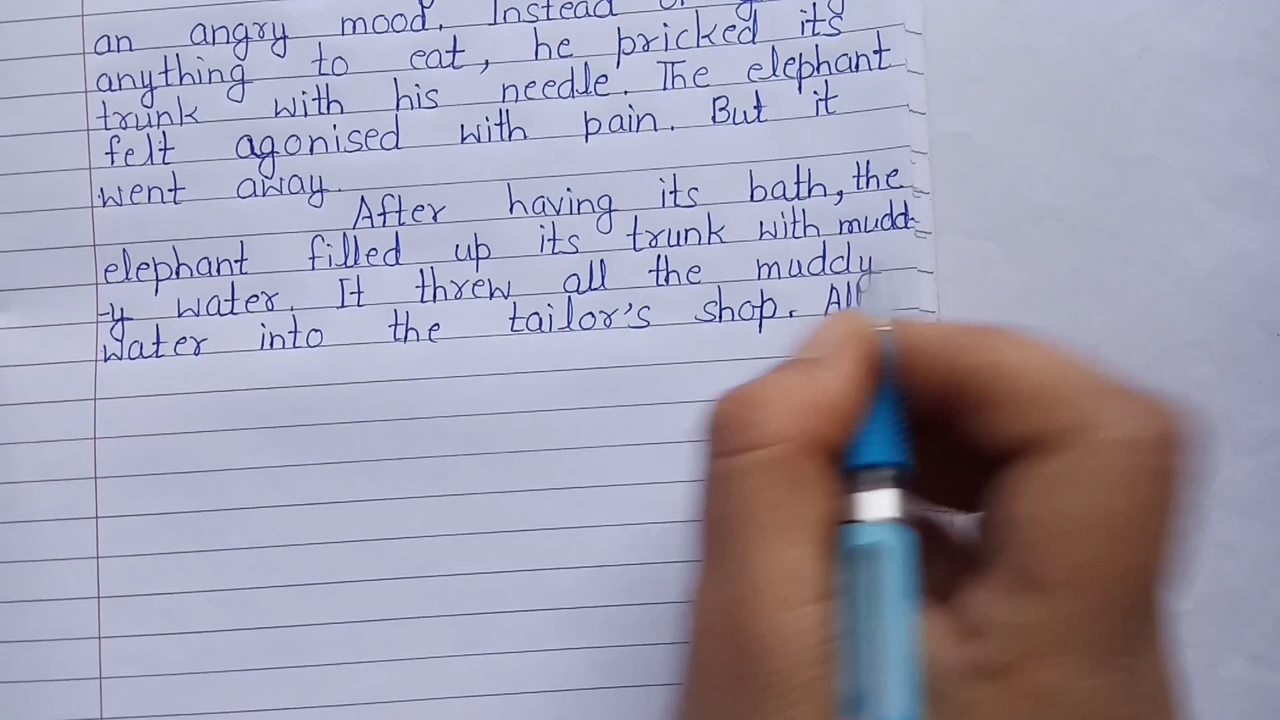 an angry mood. Instead
anything to eat, he pricked its
trunk with his needle. The elephant
felt agonised with pain. But it
went away.
After having its bath, the
elephant filled up its trunk with mudd-
-y water. It threw all the muddy
water into the tailor's shop. All